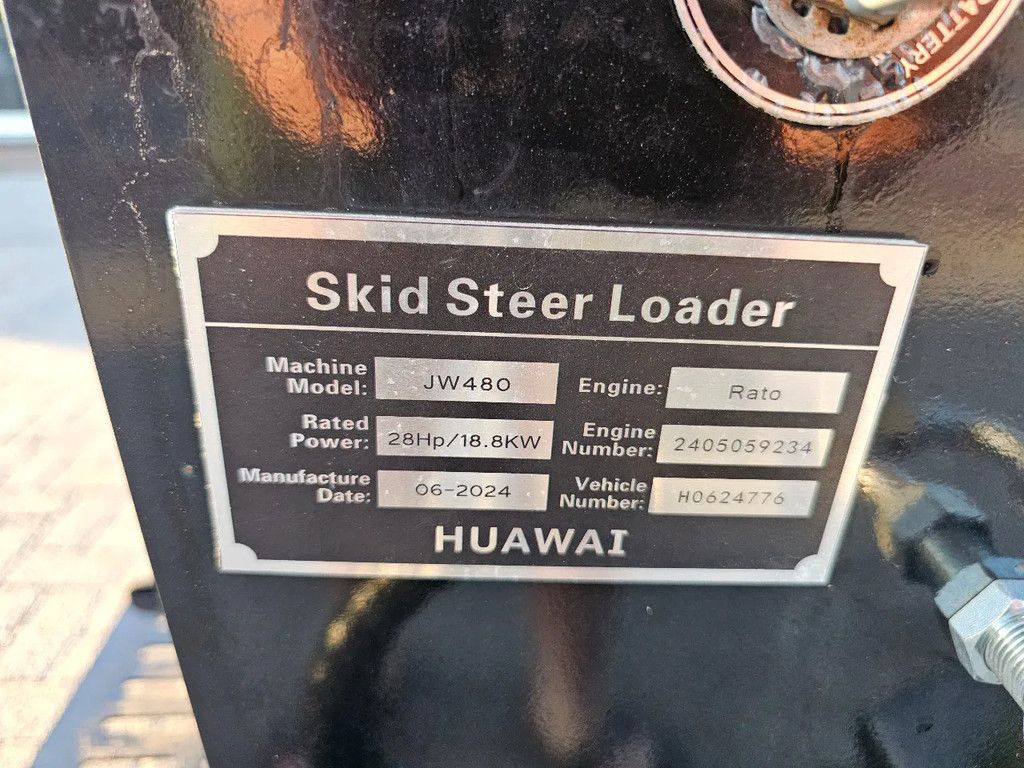 BATTERY
Skid Steer Loader
Machine Model: JW480
Engine: Rato
Rated Power: 28Hp/18.8KW
Engine Number: 2405059234
Manufacture Date: 06-2024
Vehicle Number: H0624776
HUAWAI